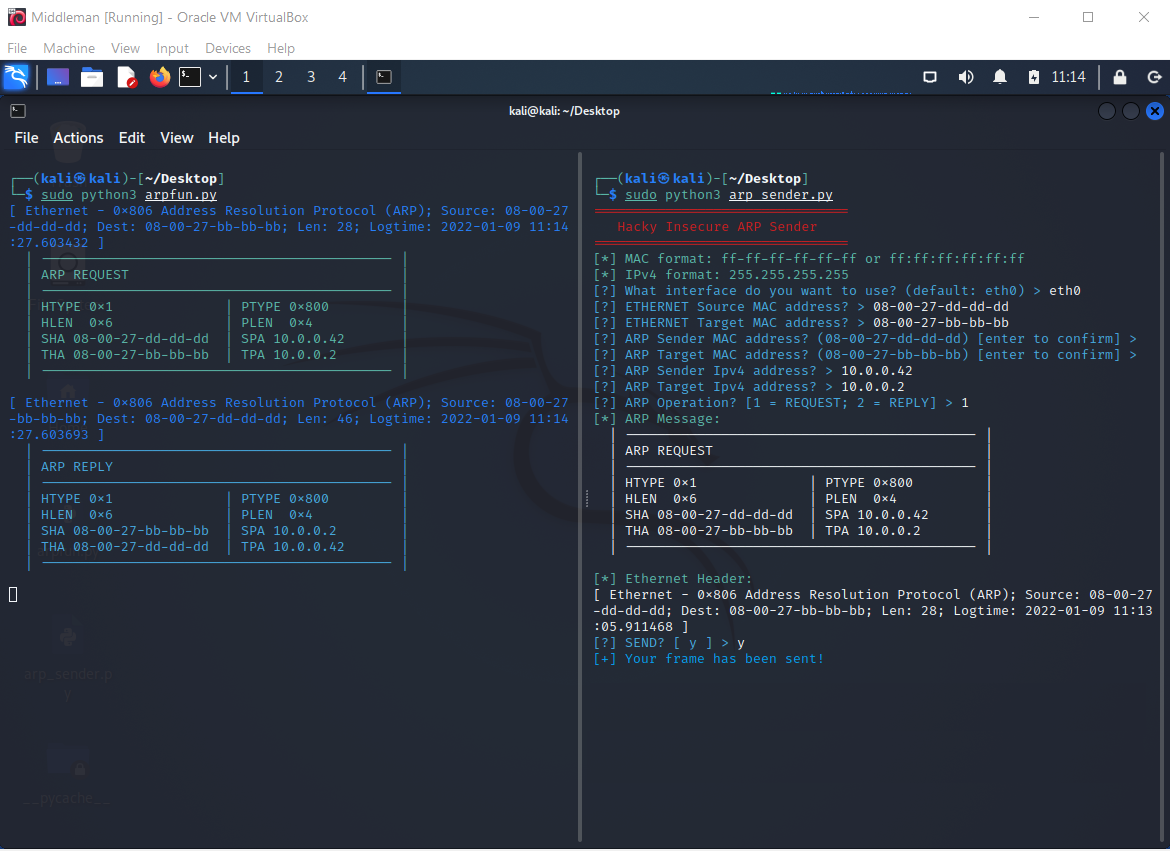 Middleman [Running] - Oracle VM VirtualBox
File Machine View Input Devices Help
1 2 3 4 11:14
kali@kali: ~/Desktop
File Actions Edit View Help
┌──(kali㉿kali)-[~/Desktop]
└─$ sudo python3 arpfun.py
[ Ethernet - 0×806 Address Resolution Protocol (ARP); Source: 08-00-27
-dd-dd-dd; Dest: 08-00-27-bb-bb-bb; Len: 28; Logtime: 2022-01-09 11:14
:27.603432 ]
ARP REQUEST
HTYPE 0×1 | PTYPE 0×800
HLEN 0×6 | PLEN 0×4
SHA 08-00-27-dd-dd-dd | SPA 10.0.0.42
THA 08-00-27-bb-bb-bb | TPA 10.0.0.2
[ Ethernet - 0×806 Address Resolution Protocol (ARP); Source: 08-00-27
-bb-bb-bb; Dest: 08-00-27-dd-dd-dd; Len: 46; Logtime: 2022-01-09 11:14
:27.603693 ]
ARP REPLY
HTYPE 0×1 | PTYPE 0×800
HLEN 0×6 | PLEN 0×4
SHA 08-00-27-bb-bb-bb | SPA 10.0.0.2
THA 08-00-27-dd-dd-dd | TPA 10.0.0.42
arp_sender.p
y
__pycache__
┌──(kali㉿kali)-[~/Desktop]
└─$ sudo python3 arp_sender.py
Hacky Insecure ARP Sender
[*] MAC format: ff-ff-ff-ff-ff-ff or ff:ff:ff:ff:ff:ff
[*] IPv4 format: 255.255.255.255
[?] What interface do you want to use? (default: eth0) > eth0
[?] ETHERNET Source MAC address? > 08-00-27-dd-dd-dd
[?] ETHERNET Target MAC address? > 08-00-27-bb-bb-bb
[?] ARP Sender MAC address? (08-00-27-dd-dd-dd) [enter to confirm] >
[?] ARP Target MAC address? (08-00-27-bb-bb-bb) [enter to confirm] >
[?] ARP Sender Ipv4 address? > 10.0.0.42
[?] ARP Target Ipv4 address? > 10.0.0.2
[?] ARP Operation? [1 = REQUEST; 2 = REPLY] > 1
[*] ARP Message:
ARP REQUEST
HTYPE 0×1 | PTYPE 0×800
HLEN 0×6 | PLEN 0×4
SHA 08-00-27-dd-dd-dd | SPA 10.0.0.42
THA 08-00-27-bb-bb-bb | TPA 10.0.0.2
[*] Ethernet Header:
[ Ethernet - 0×806 Address Resolution Protocol (ARP); Source: 08-00-27
-dd-dd-dd; Dest: 08-00-27-bb-bb-bb; Len: 28; Logtime: 2022-01-09 11:13
:05.911468 ]
[?] SEND? [ y ] > y
[+] Your frame has been sent!